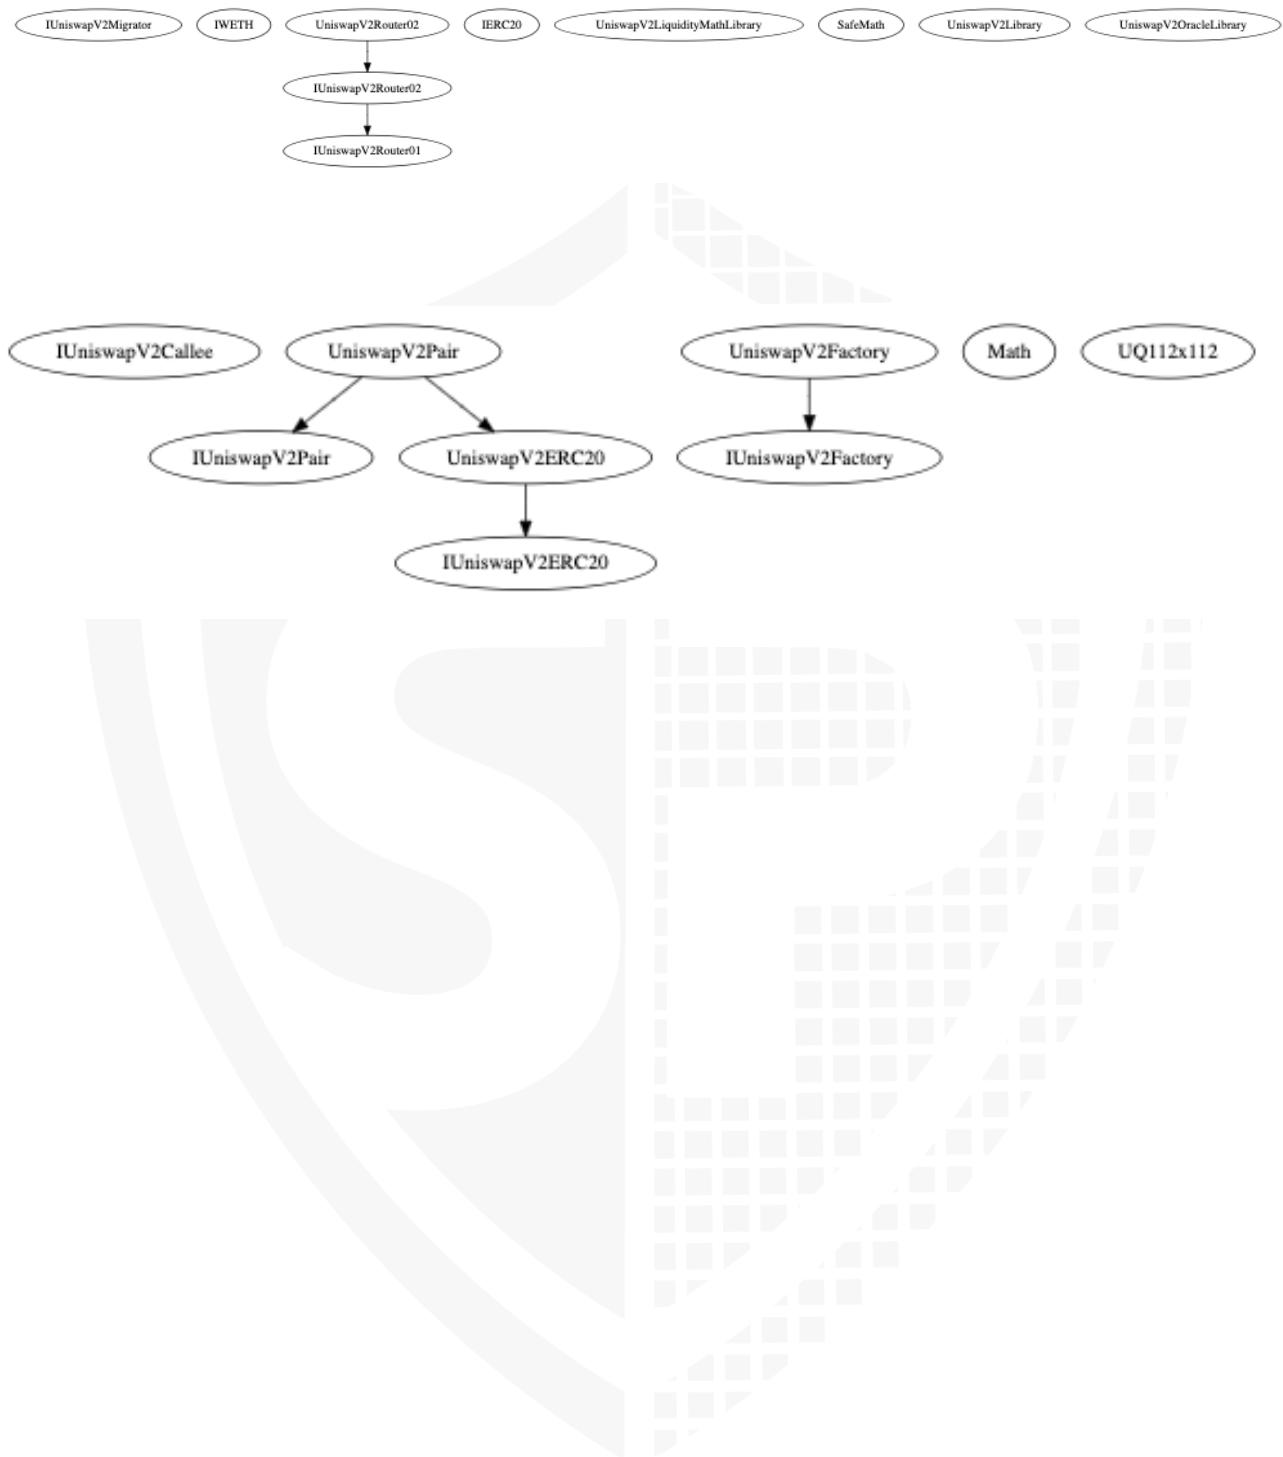 IUniswapV2Migrator IWETH UniswapV2Router02 IERC20 UniswapV2LiquidityMathLibrary SafeMath UniswapV2Library UniswapV2OracleLibrary
IUniswapV2Router02
IUniswapV2Router01
IUniswapV2Callee UniswapV2Pair UniswapV2Factory Math UQ112x112
IUniswapV2Pair UniswapV2ERC20 IUniswapV2Factory
IUniswapV2ERC20
SP